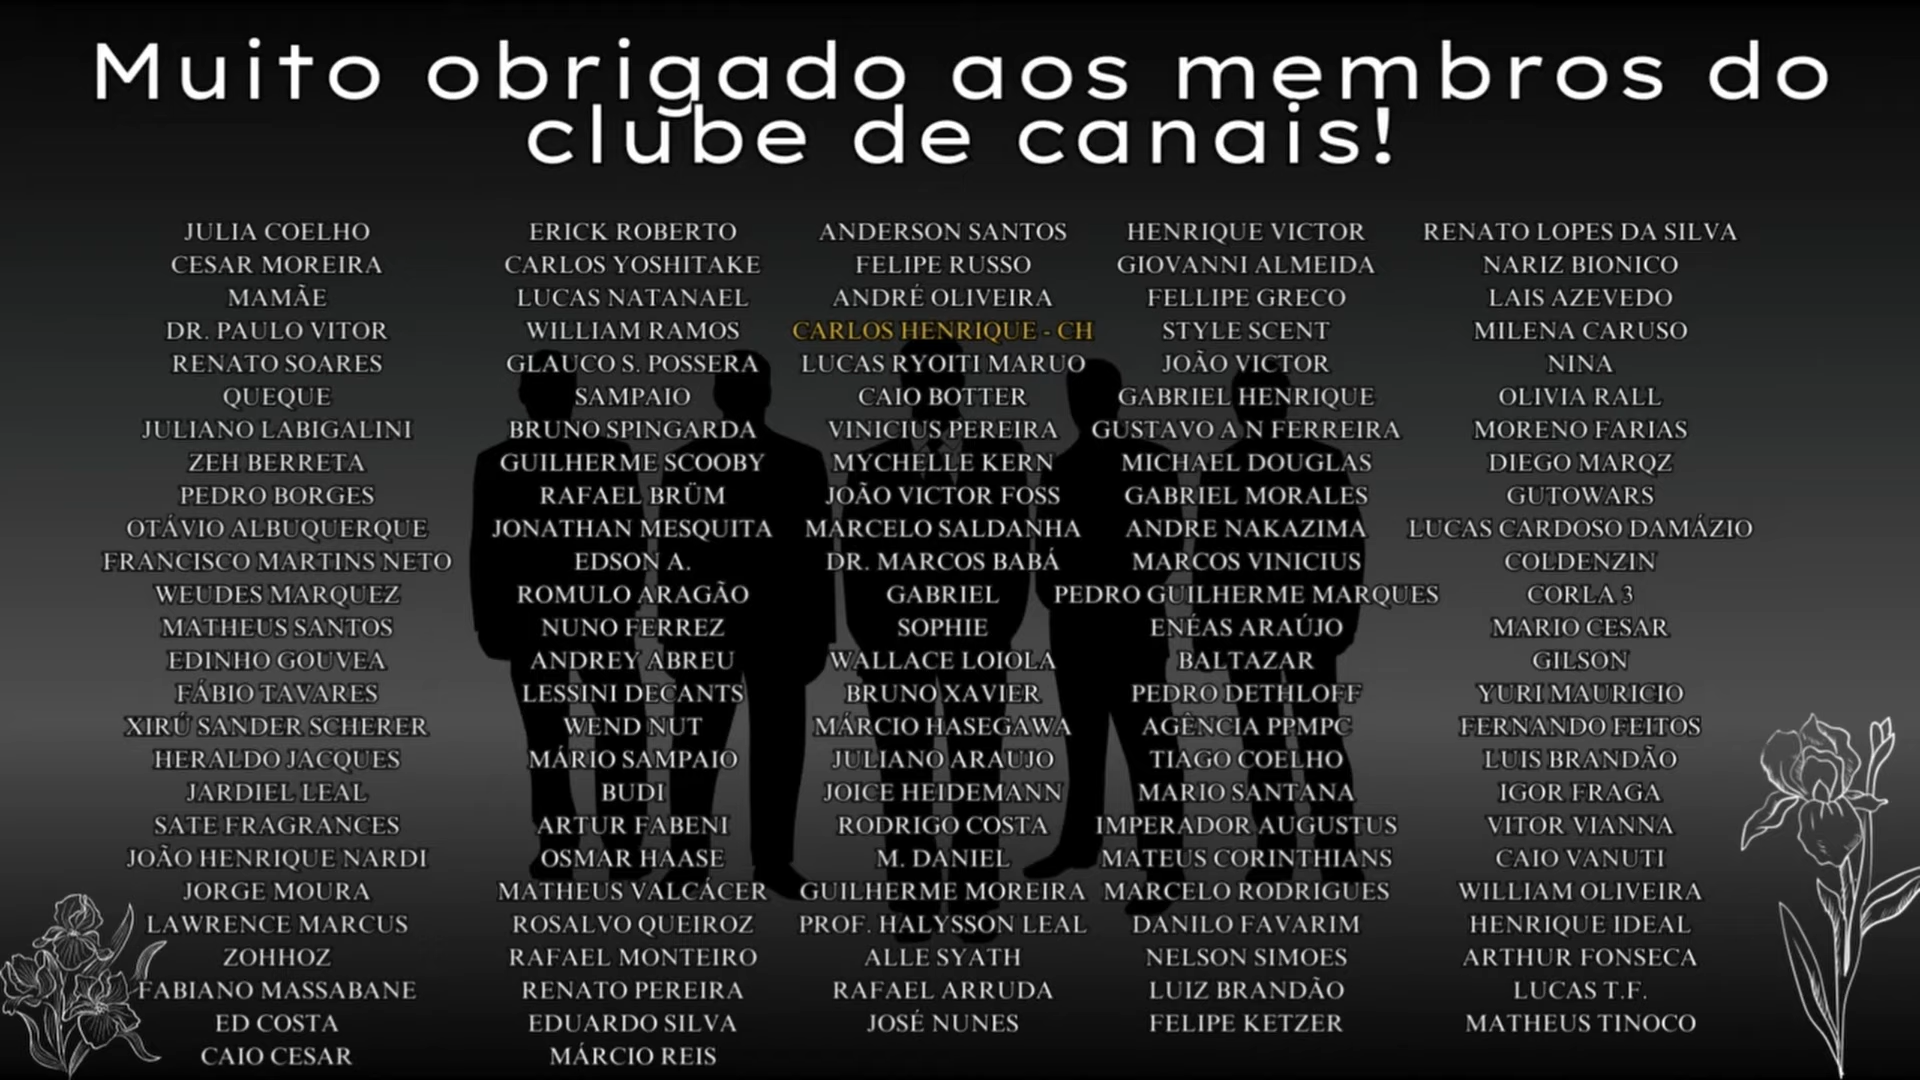 Muito obrigado aos membros do
clube de canais!
JULIA COELHO
CESAR MOREIRA
MAMÃE
DR. PAULO VITOR
RENATO SOARES
QUEQUE
JULIANO LABIGALINI
ZEH BERRETA
PEDRO BORGES
OTÁVIO ALBUQUERQUE
FRANCISCO MARTINS NETO
WEUDES MARQUEZ
MATHEUS SANTOS
EDINHO GOUVEA
FÁBIO TAVARES
XIRÚ SANDER SCHERER
HERALDO JACQUES
JARDIEL LEAL
SATE FRAGRANCES
JOÃO HENRIQUE NARDI
JORGE MOURA
LAWRENCE MARCUS
ZOHHOZ
FABIANO MASSABANE
ED COSTA
CAIO CESAR
ERICK ROBERTO
CARLOS YOSHITAKE
LUCAS NATANAEL
WILLIAM RAMOS
GLAUCO S. POSSERA
SAMPAIO
BRUNO SPINGARDA
GUILHERME SCOOBY
RAFAEL BRÜM
JONATHAN MESQUITA
EDSON A.
ROMULO ARAGÃO
NUNO FERREZ
ANDREY ABREU
LESSINI DECANTS
WEND NUT
MÁRIO SAMPAIO
BUDI
ARTUR FABENI
OSMAR HAASE
MATHEUS VALCÁCER
ROSALVO QUEIROZ
RAFAEL MONTEIRO
RENATO PEREIRA
EDUARDO SILVA
MÁRCIO REIS
ANDERSON SANTOS
FELIPE RUSSO
ANDRÉ OLIVEIRA
CARLOS HENRIQUE - CH
LUCAS RYOITI MARUO
CAIO BOTTER
VINICIUS PEREIRA
MYCHELLE KERN
JOÃO VICTOR FOSS
MARCELO SALDANHA
DR. MARCOS BABÁ
GABRIEL
SOPHIE
WALLACE LOIOLA
BRUNO XAVIER
MÁRCIO HASEGAWA
JULIANO ARAUJO
JOICE HEIDEMANN
RODRIGO COSTA
M. DANIEL
GUILHERME MOREIRA
PROF. HALYSSON LEAL
ALLE SYATH
RAFAEL ARRUDA
JOSÉ NUNES
HENRIQUE VICTOR
GIOVANNI ALMEIDA
FELLIPE GRECO
STYLE SCENT
JOÃO VICTOR
GABRIEL HENRIQUE
GUSTAVO A N FERREIRA
MICHAEL DOUGLAS
GABRIEL MORALES
ANDRE NAKAZIMA
MARCOS VINICIUS
PEDRO GUILHERME MARQUES
ENÉAS ARAÚJO
BALTAZAR
PEDRO DETHLOFF
AGÊNCIA PPMPC
TIAGO COELHO
MARIO SANTANA
IMPERADOR AUGUSTUS
MATEUS CORINTHIANS
MARCELO RODRIGUES
DANILO FAVARIM
NELSON SIMOES
LUIZ BRANDÃO
FELIPE KETZER
RENATO LOPES DA SILVA
NARIZ BIONICO
LAIS AZEVEDO
MILENA CARUSO
NINA
OLIVIA RALL
MORENO FARIAS
DIEGO MARQZ
GUTOWARS
LUCAS CARDOSO DAMÁZIO
COLDENZIN
CORLA 3
MARIO CESAR
GILSON
YURI MAURICIO
FERNANDO FEITOS
LUIS BRANDÃO
IGOR FRAGA
VITOR VIANNA
CAIO VANUTI
WILLIAM OLIVEIRA
HENRIQUE IDEAL
ARTHUR FONSECA
LUCAS T.F.
MATHEUS TINOCO